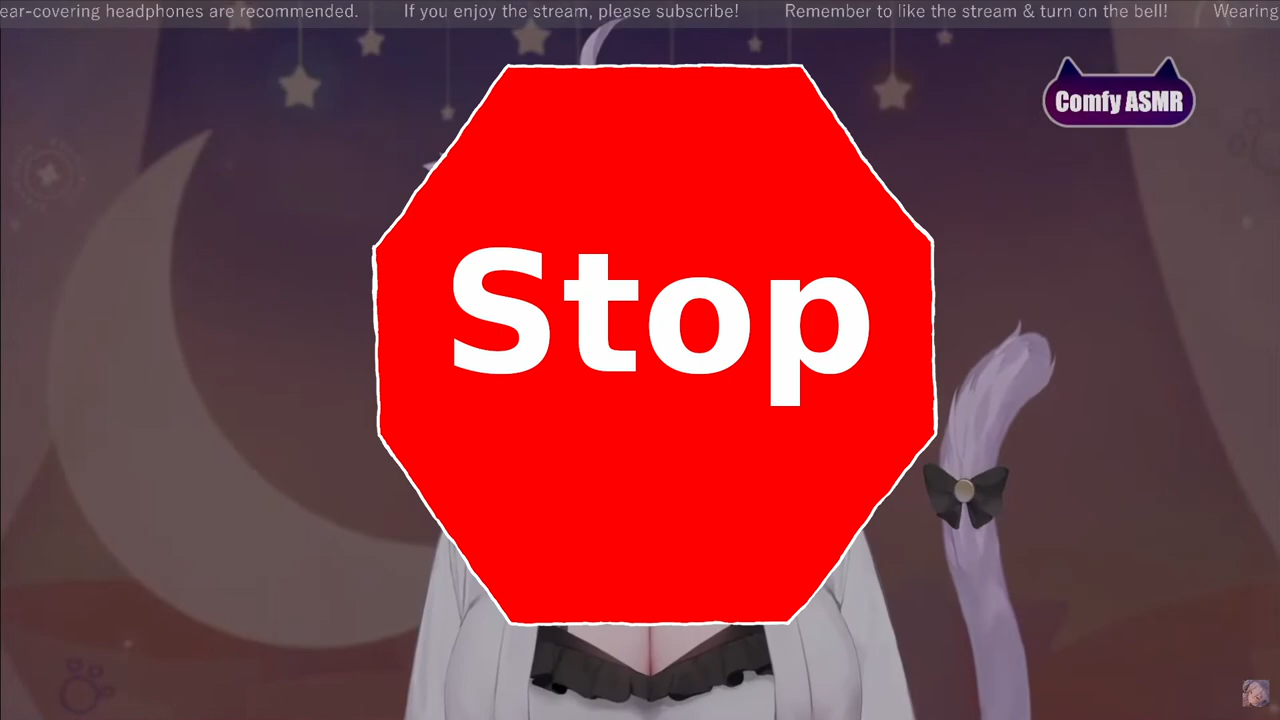 ear-covering headphones are recommended. If you enjoy the stream, please subscribe! Remember to like the stream & turn on the bell! Wearing
Comfy ASMR
Stop